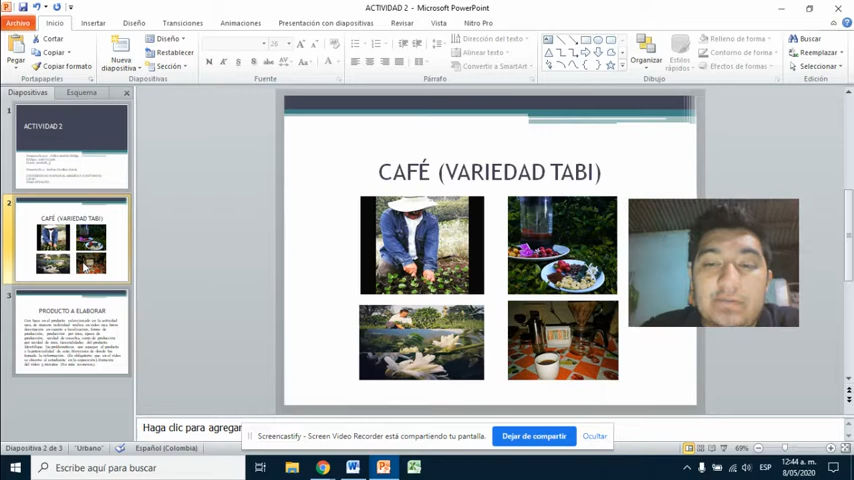 ACTIVIDAD 2 - Microsoft PowerPoint
Archivo Inicio Insertar Diseño Transiciones Animaciones Presentación con diapositivas Revisar Vista Nitro Pro
Pegar
Cortar
Copiar
Copiar formato
Portapapeles
Nueva diapositiva
Diseño
Restablecer
Sección
Diapositivas
28
N K S
Fuente
Párrafo
Dirección del texto
Alinear texto
Convertir a SmartArt
Organizar
Estilos rápidos
Relleno de forma
Contorno de forma
Efectos de formas
Dibujo
Buscar
Reemplazar
Seleccionar
Edición
Diapositivas Esquema
1
ACTIVIDAD 2
2
CAFÉ (VARIEDAD TABI)
3
PRODUCTO A ELABORAR
CAFÉ (VARIEDAD TABI)
Haga clic para agregar
Screencastify - Screen Video Recorder está compartiendo tu pantalla.
Dejar de compartir
Ocultar
Diapositiva 2 de 3 "Urbano" Español (Colombia) 69%
Escribe aquí para buscar
ESP
12:44 a. m.
8/05/2020